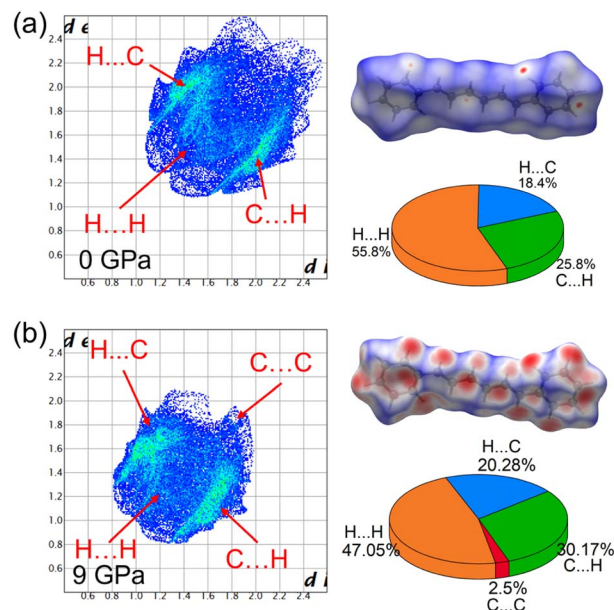 (a)
d e
2.4
2.2
2.0
1.8
1.6
1.4
1.2
1.0
0.8
0.6
H...C
H...H
C...H
0 GPa
d i
0.6 0.8 1.0 1.2 1.4 1.6 1.8 2.0 2.2 2.4
H...C
18.4%
H...H
55.8%
25.8%
C...H
(b)
d e
2.4
2.2
2.0
1.8
1.6
1.4
1.2
1.0
0.8
0.6
H...C
C...C
H...H
C...H
9 GPa
d i
0.6 0.8 1.0 1.2 1.4 1.6 1.8 2.0 2.2 2.4
H...C
20.28%
H...H
47.05%
30.17%
C...H
2.5%
C...C